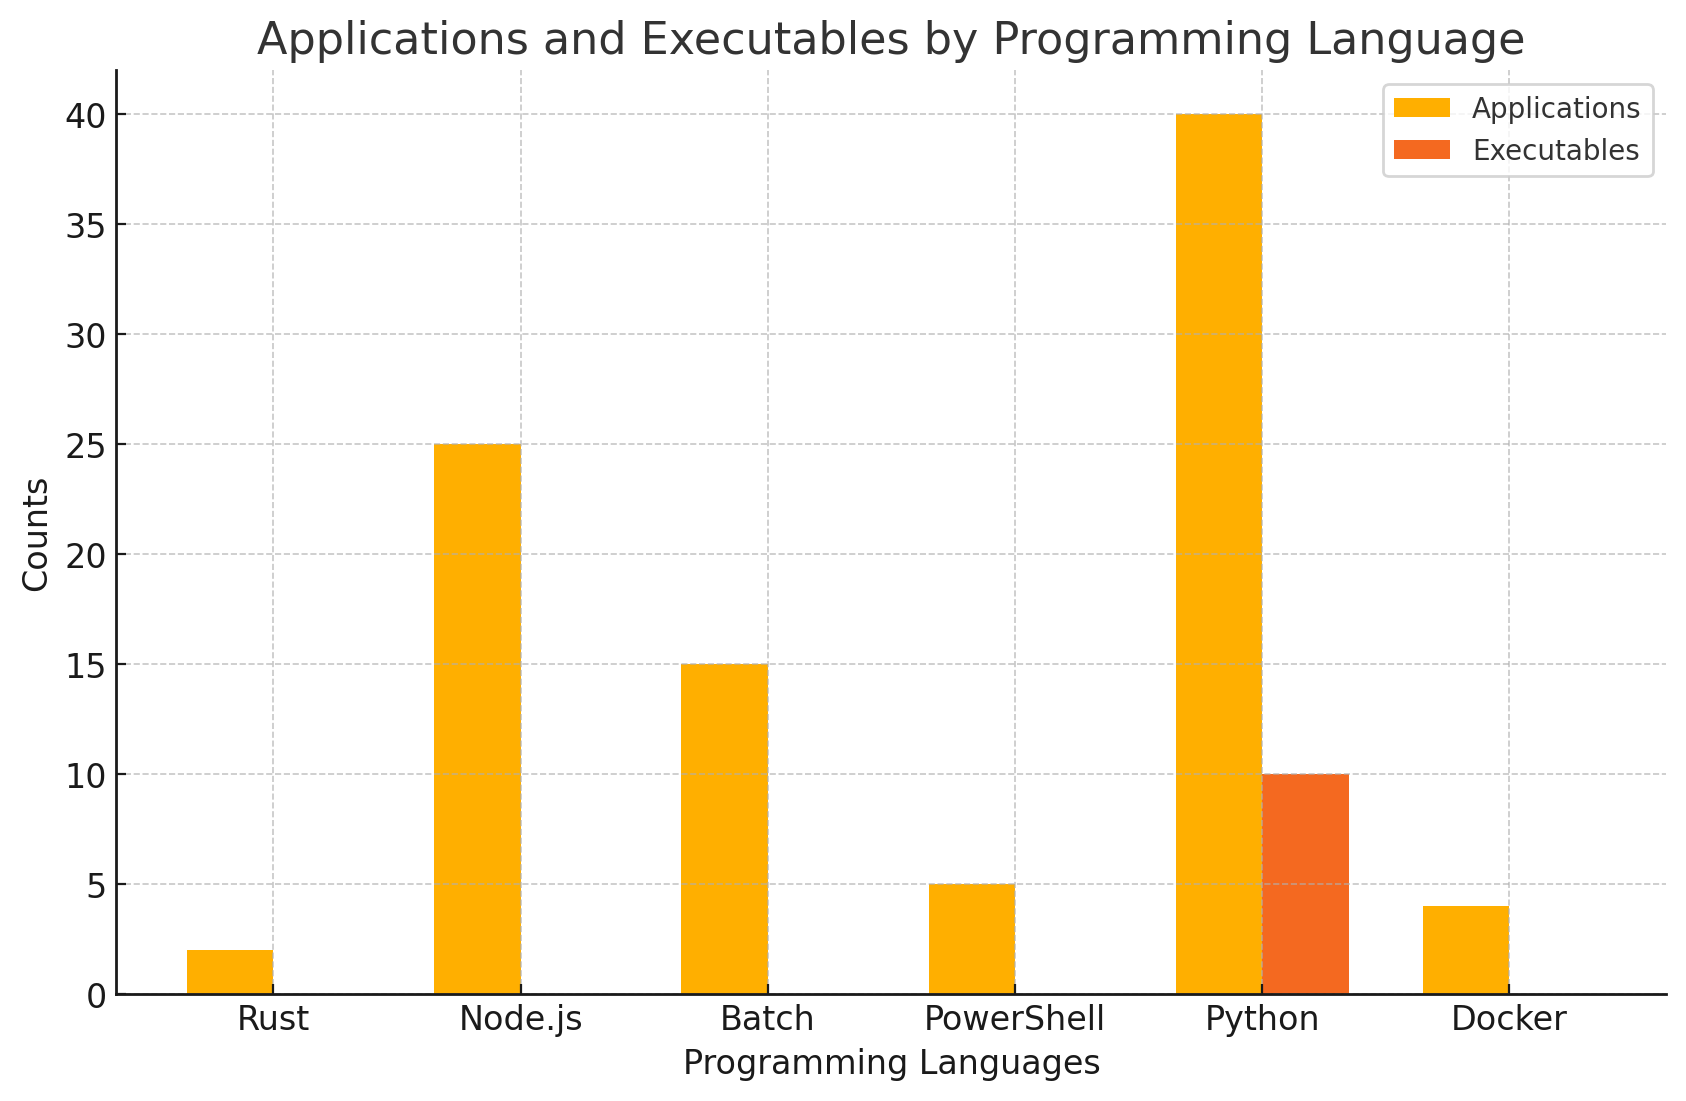 Applications and Executables by Programming Language
Applications
Executables
40
35
30
25
20
15
10
5
0
Counts
Rust Node.js Batch PowerShell Python Docker
Programming Languages